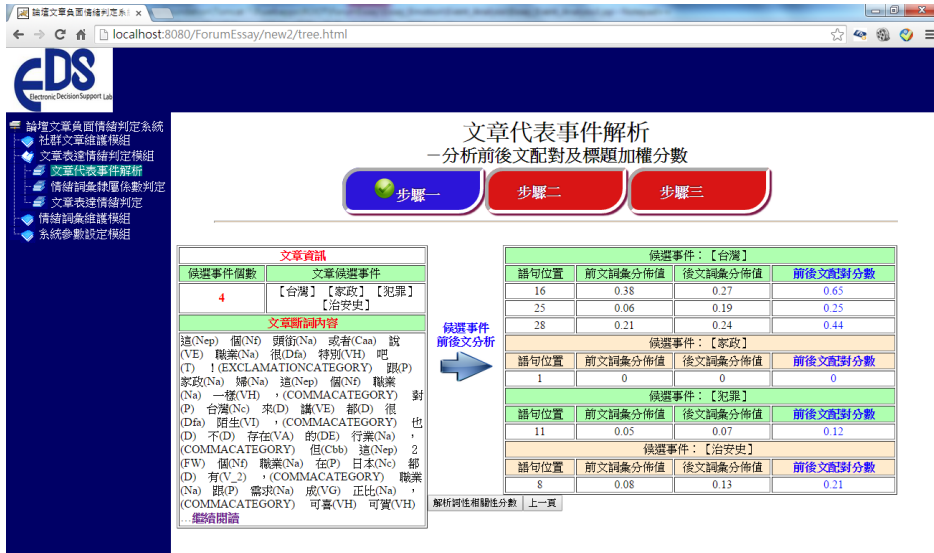 論壇文章負面情緒判定系
localhost:8080/ForumEssay/new2/tree.html
EDS
Electronic Decision Support Lab
論壇文章負面情緒判定系統
社群文章維護模組
文章表達情緒判定模組
文章代表事件解析
情緒詞彙隸屬係數判定
文章表達情緒判定
情緒詞彙維護模組
系統參數設定模組
文章代表事件解析
－分析前後文配對及標題加權分數
步驟一 步驟二 步驟三
文章資訊
候選事件個數 文章候選事件
4 【台灣】 【家政】 【犯罪】
【治安史】
文章斷詞內容
這(Nep) 個(Nf) 頭銜(Na) 或者(Caa) 說
(VE) 職業(Na) 很(Dfa) 特別(VH) 吧
(T) ！(EXCLAMATIONCATEGORY) 跟(P)
家政(Na) 婦(Na) 這(Nep) 個(Nf) 職業
(Na) 一樣(VH) ，(COMMACATEGORY) 對
(P) 台灣(Nc) 來(D) 講(VE) 都(D) 很
(Dfa) 陌生(VI) ，(COMMACATEGORY) 也
(D) 不(D) 存在(VA) 的(DE) 行業(Na) ，
(COMMACATEGORY) 但(Cbb) 這(Nep) 2
(FW) 個(Nf) 職業(Na) 在(P) 日本(Nc) 都
(D) 有(V_2) ，(COMMACATEGORY) 職業
(Na) 跟(P) 需求(Na) 成(VG) 正比(Na) ，
(COMMACATEGORY) 可喜(VH) 可賀(VH)
…繼續閱讀
候選事件
前後文分析
候選事件：【台灣】
語句位置 前文詞彙分佈值 後文詞彙分佈值 前後文配對分數
16 0.38 0.27 0.65
25 0.06 0.19 0.25
28 0.21 0.24 0.44
候選事件：【家政】
語句位置 前文詞彙分佈值 後文詞彙分佈值 前後文配對分數
1 0 0 0
候選事件：【犯罪】
語句位置 前文詞彙分佈值 後文詞彙分佈值 前後文配對分數
11 0.05 0.07 0.12
候選事件：【治安史】
語句位置 前文詞彙分佈值 後文詞彙分佈值 前後文配對分數
8 0.08 0.13 0.21
解析詞性相關性分數 上一頁